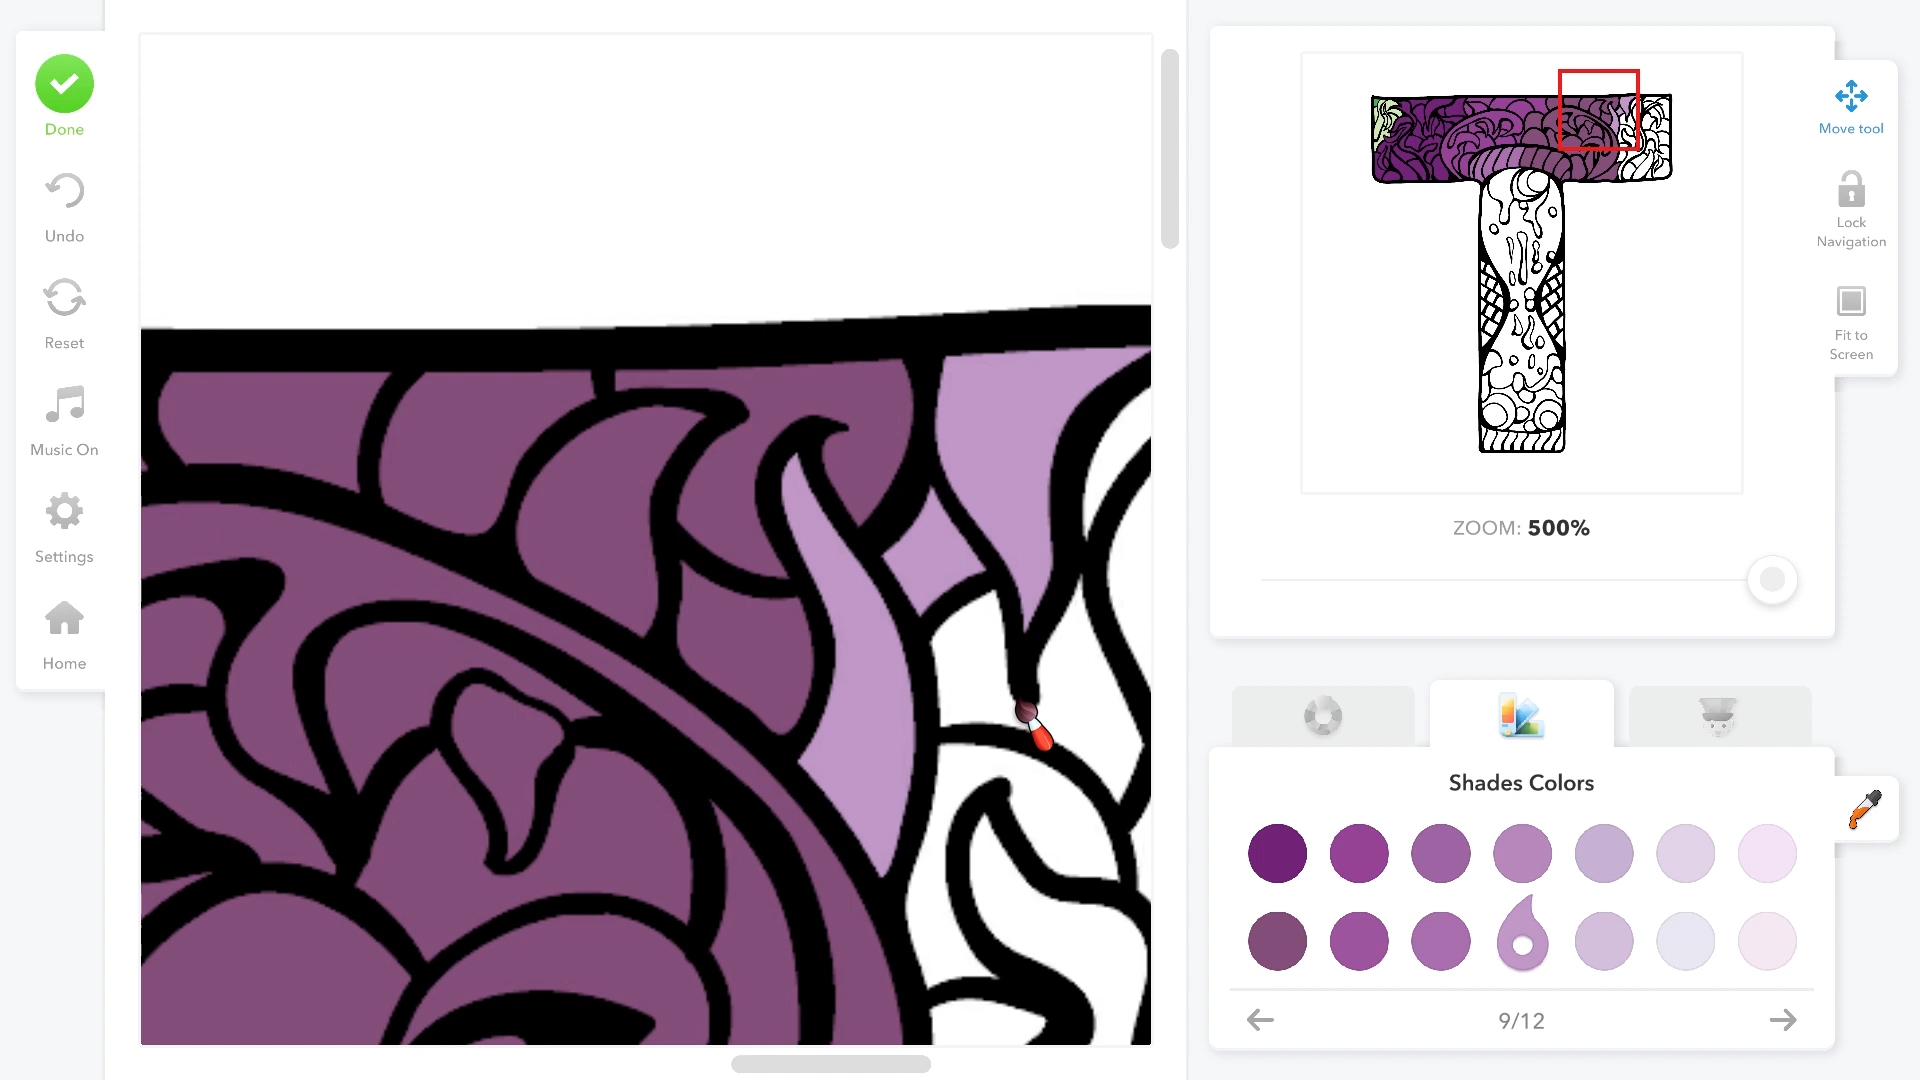 Done
Undo
Reset
Music On
Settings
Home
Move tool
Lock
Navigation
Fit to
Screen
ZOOM: 500%
Shades Colors
9/12